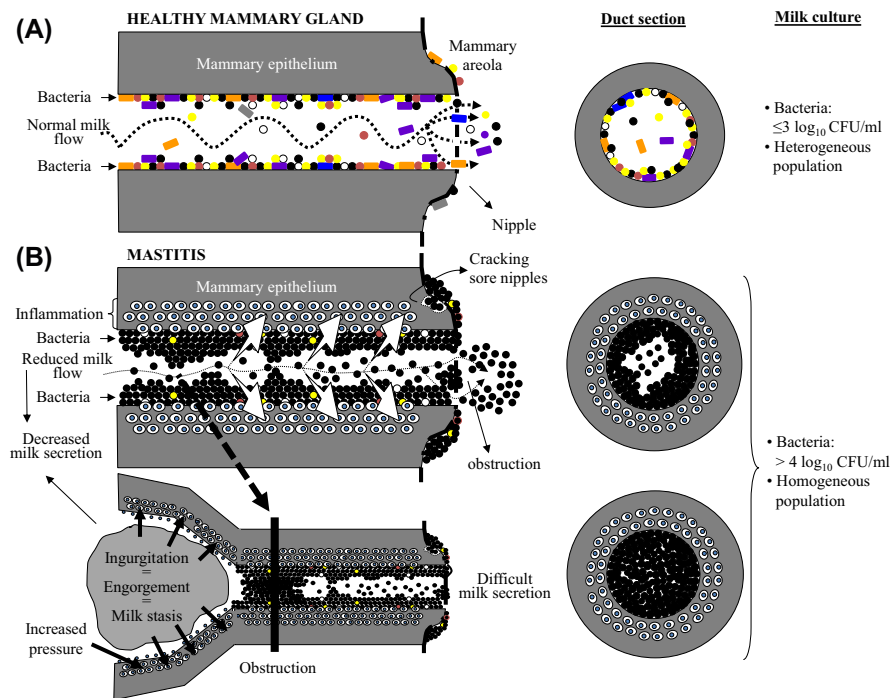 (A)
HEALTHY MAMMARY GLAND
Duct section
Milk culture
Mammary epithelium
Mammary
areola
Bacteria
Normal milk
flow
Bacteria
Nipple
• Bacteria:
≤3 log10 CFU/ml
• Heterogeneous
population
(B)
MASTITIS
Mammary epithelium
Cracking
sore nipples
Inflammation
Bacteria
Reduced milk
flow
Bacteria
Decreased
milk secretion
obstruction
• Bacteria:
> 4 log10 CFU/ml
• Homogeneous
population
Ingurgitation
=
Engorgement
=
Milk stasis
Increased
pressure
Obstruction
Difficult
milk secretion